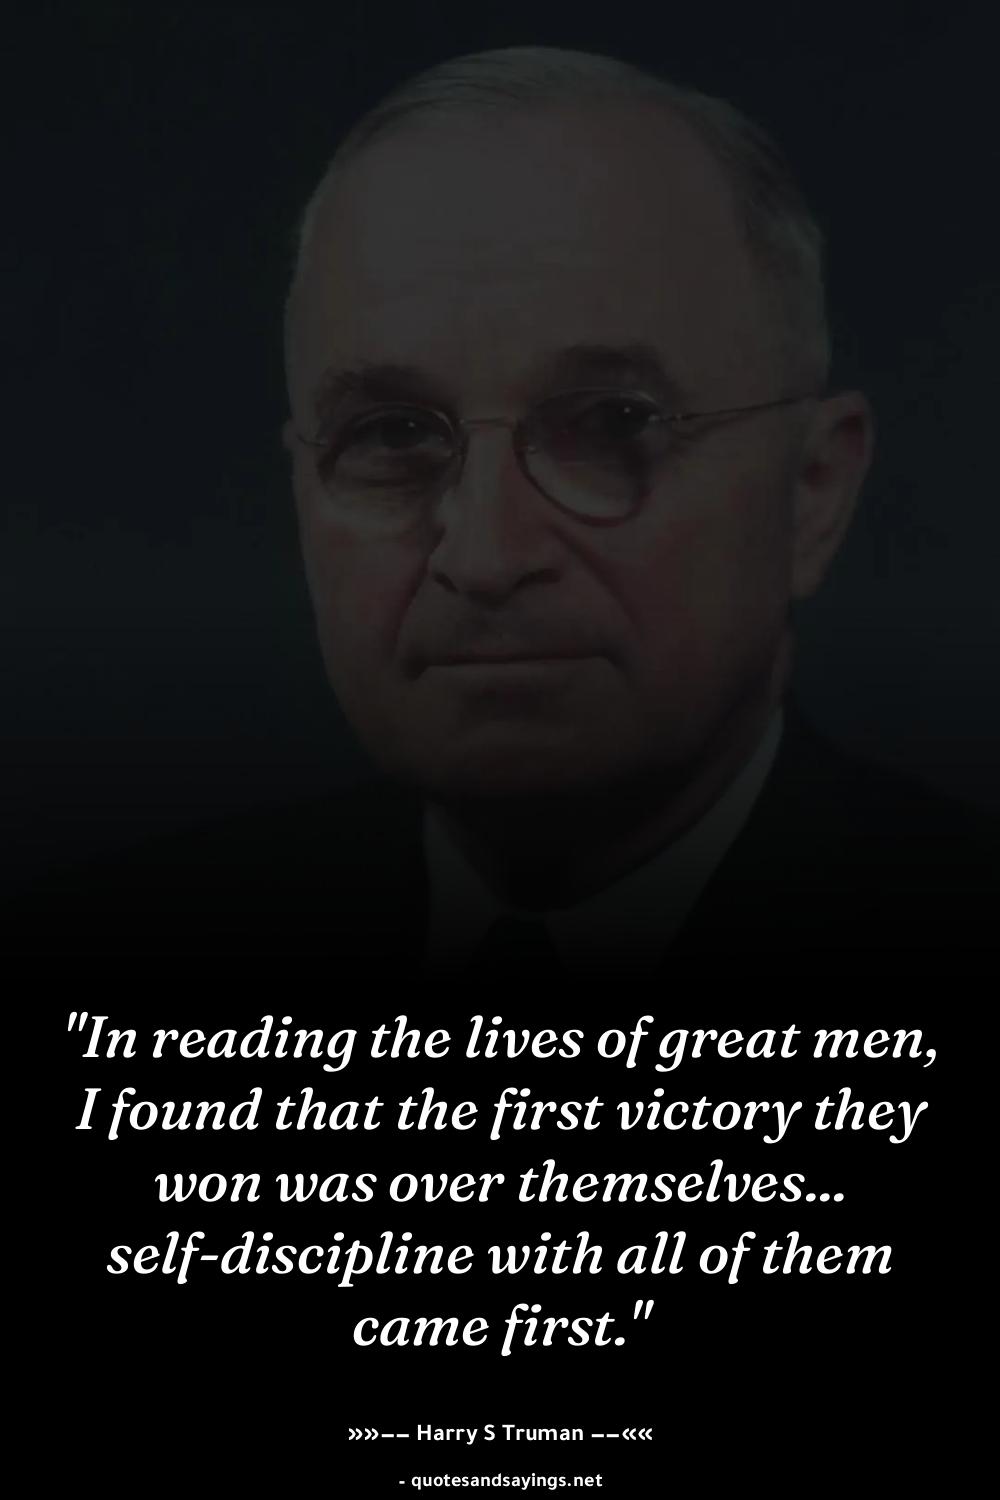 "In reading the lives of great men,
I found that the first victory they
won was over themselves...
self-discipline with all of them
came first."
»»−− Harry S Truman −−««
- quotesandsayings.net